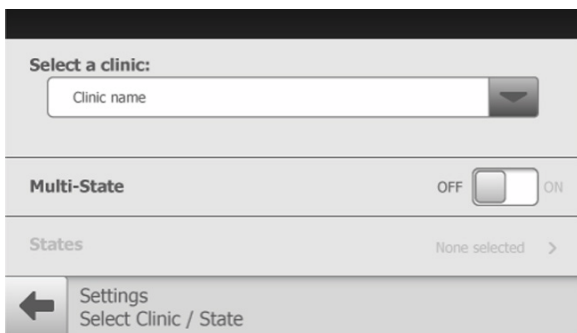 Select a clinic:
Clinic name
Multi-State OFF ON
States None selected >
Settings
Select Clinic / State